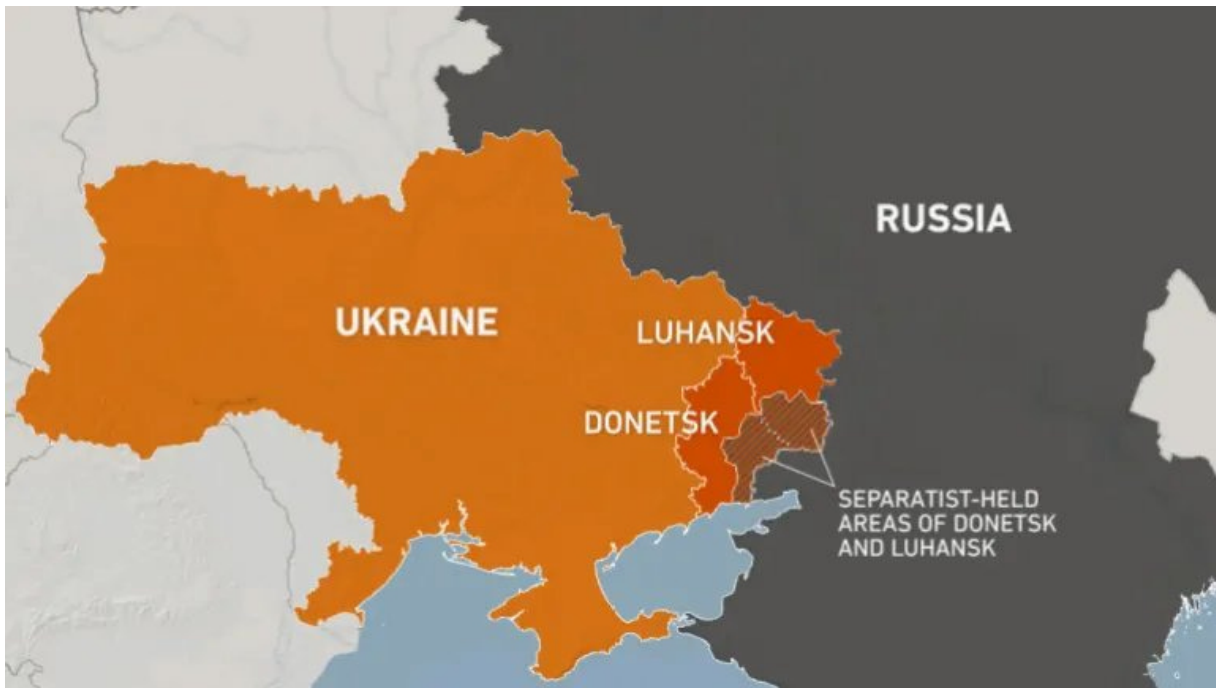 RUSSIA
UKRAINE
LUHANSK
DONETSK
SEPARATIST-HELD
AREAS OF DONETSK
AND LUHANSK